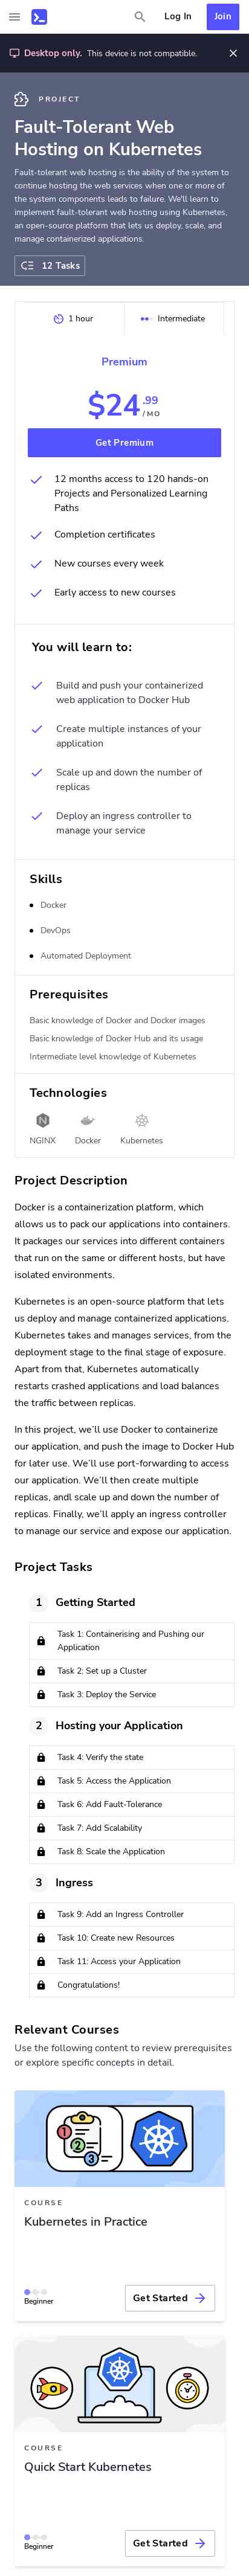 Log In
Join
Desktop only. This device is not compatible.
PROJECT
Fault-Tolerant Web
Hosting on Kubernetes
Fault-tolerant web hosting is the ability of the system to
continue hosting the web services when one or more of
the system components leads to failure. We'll learn to
implement fault-tolerant web hosting using Kubernetes,
an open-source platform that lets us deploy, scale, and
manage containerized applications.
12 Tasks
1 hour
Intermediate
Premium
$24.99 / MO
Get Premium
12 months access to 120 hands-on
Projects and Personalized Learning
Paths
Completion certificates
New courses every week
Early access to new courses
You will learn to:
Build and push your containerized
web application to Docker Hub
Create multiple instances of your
application
Scale up and down the number of
replicas
Deploy an ingress controller to
manage your service
Skills
Docker
DevOps
Automated Deployment
Prerequisites
Basic knowledge of Docker and Docker images
Basic knowledge of Docker Hub and its usage
Intermediate level knowledge of Kubernetes
Technologies
NGINX
Docker
Kubernetes
Project Description
Docker is a containerization platform, which
allows us to pack our applications into containers.
It packages our services into different containers
that run on the same or different hosts, but have
isolated environments.
Kubernetes is an open-source platform that lets
us deploy and manage containerized applications.
Kubernetes takes and manages services, from the
deployment stage to the final stage of exposure.
Apart from that, Kubernetes automatically
restarts crashed applications and load balances
the traffic between replicas.
In this project, we'll use Docker to containerize
our application, and push the image to Docker Hub
for later use. We'll use port-forwarding to access
our application. We'll then create multiple
replicas, andl scale up and down the number of
replicas. Finally, we'll apply an ingress controller
to manage our service and expose our application.
Project Tasks
1 Getting Started
Task 1: Containerising and Pushing our
Application
Task 2: Set up a Cluster
Task 3: Deploy the Service
2 Hosting your Application
Task 4: Verify the state
Task 5: Access the Application
Task 6: Add Fault-Tolerance
Task 7: Add Scalability
Task 8: Scale the Application
3 Ingress
Task 9: Add an Ingress Controller
Task 10: Create new Resources
Task 11: Access your Application
Congratulations!
Relevant Courses
Use the following content to review prerequisites
or explore specific concepts in detail.
COURSE
Kubernetes in Practice
Beginner
Get Started
COURSE
Quick Start Kubernetes
Beginner
Get Started